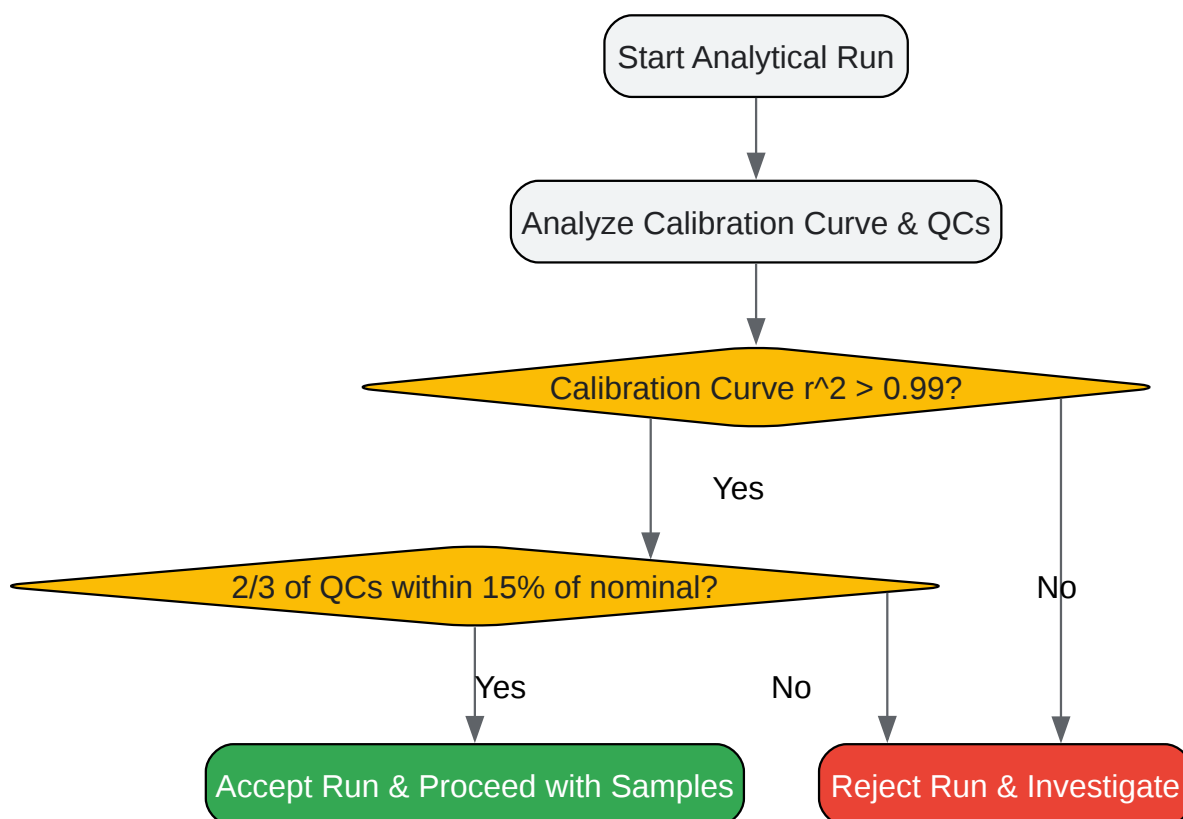 Start Analytical Run
Analyze Calibration Curve & QCs
Calibration Curve r^2 > 0.99?
Yes
2/3 of QCs within 15% of nominal?
No
Yes
No
Accept Run & Proceed with Samples
Reject Run & Investigate